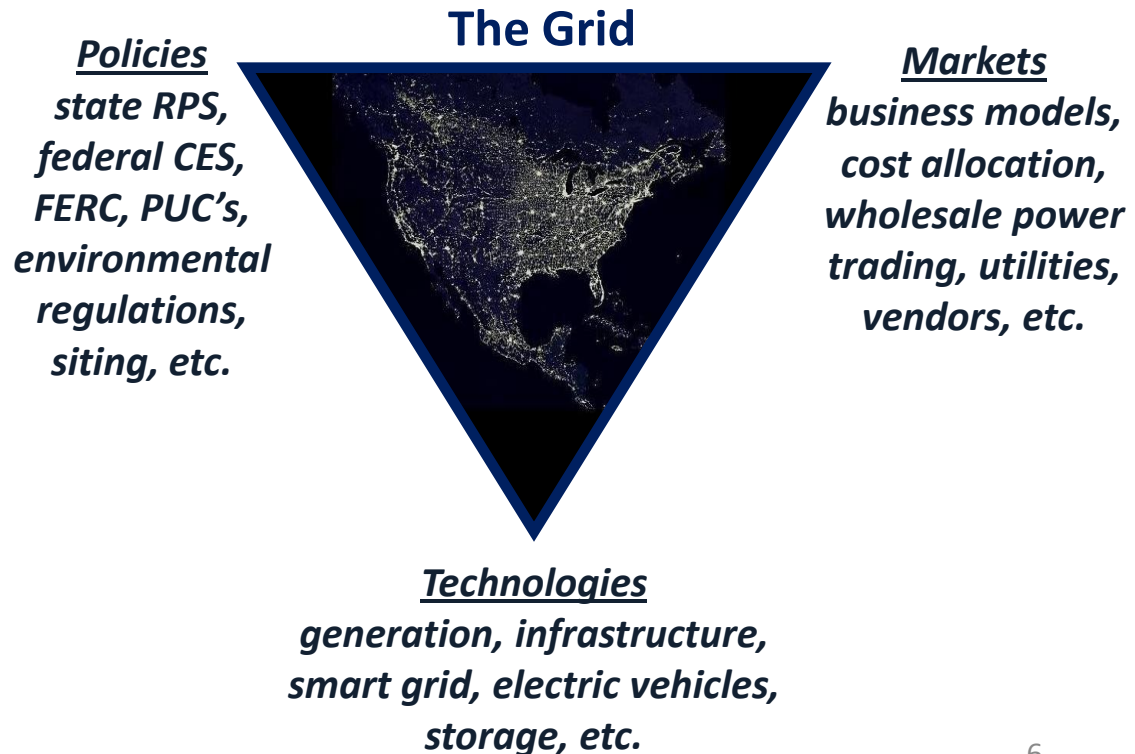 The Grid
Policies
state RPS,
federal CES,
FERC, PUC’s,
environmental
regulations,
siting, etc.
Markets
business models,
cost allocation,
wholesale power
trading, utilities,
vendors, etc.
Technologies
generation, infrastructure,
smart grid, electric vehicles,
storage, etc.
6